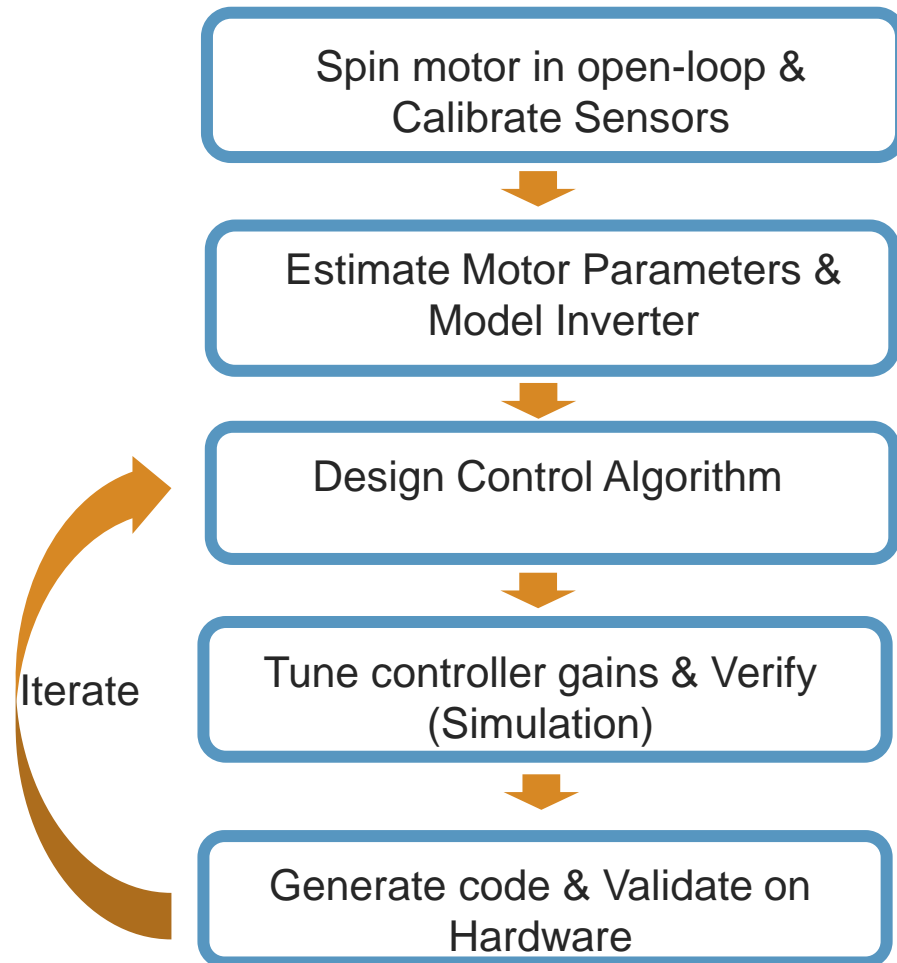 Spin motor in open-loop &
Calibrate Sensors
Estimate Motor Parameters &
Model Inverter
Design Control Algorithm
Tune controller gains & Verify
(Simulation)
Iterate
Generate code & Validate on
Hardware